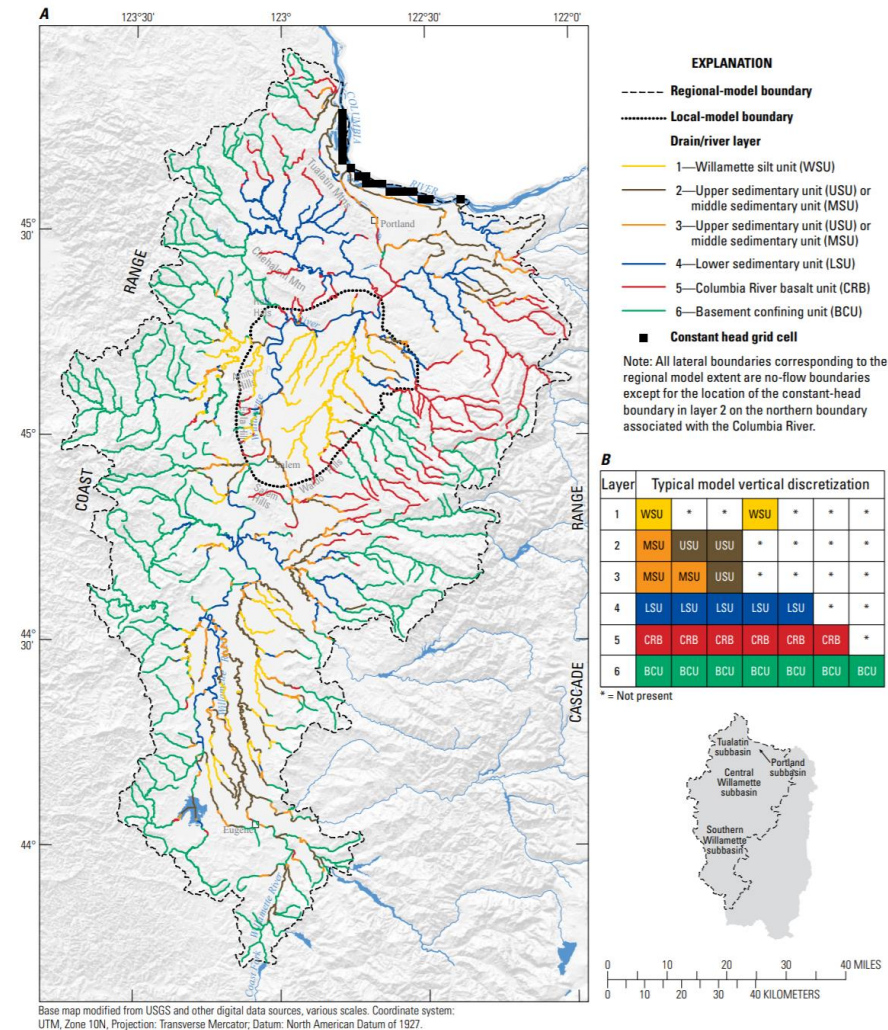 A
123°30'
123°
122°30'
122°0'
COLUMBIA
RIVER
Tualatin Mtns
Portland
45°
30'
RANGE
Chehalem Mtn
45°
Salem
Waldo Hills
Hills
COAST
RANGE
44°
30'
CASCADE
Eugene
44°
Willamette River
Coast Fork
Base map modified from USGS and other digital data sources, various scales. Coordinate system:
UTM, Zone 10N, Projection: Transverse Mercator; Datum: North American Datum of 1927.
EXPLANATION
Regional-model boundary
Local-model boundary
Drain/river layer
1—Willamette silt unit (WSU)
2—Upper sedimentary unit (USU) or
middle sedimentary unit (MSU)
3—Upper sedimentary unit (USU) or
middle sedimentary unit (MSU)
4—Lower sedimentary unit (LSU)
5—Columbia River basalt unit (CRB)
6—Basement confining unit (BCU)
Constant head grid cell
Note: All lateral boundaries corresponding to the
regional model extent are no-flow boundaries
except for the location of the constant-head
boundary in layer 2 on the northern boundary
associated with the Columbia River.
B
Layer Typical model vertical discretization
1 WSU * * WSU * * *
2 MSU USU USU * * * *
3 MSU MSU USU * * * *
4 LSU LSU LSU LSU LSU * *
5 CRB CRB CRB CRB CRB CRB *
6 BCU BCU BCU BCU BCU BCU BCU
* = Not present
Tualatin
subbasin
Portland
subbasin
Central
Willamette
subbasin
Southern
Willamette
subbasin
0 10 20 30 40 MILES
0 10 20 30 40 KILOMETERS